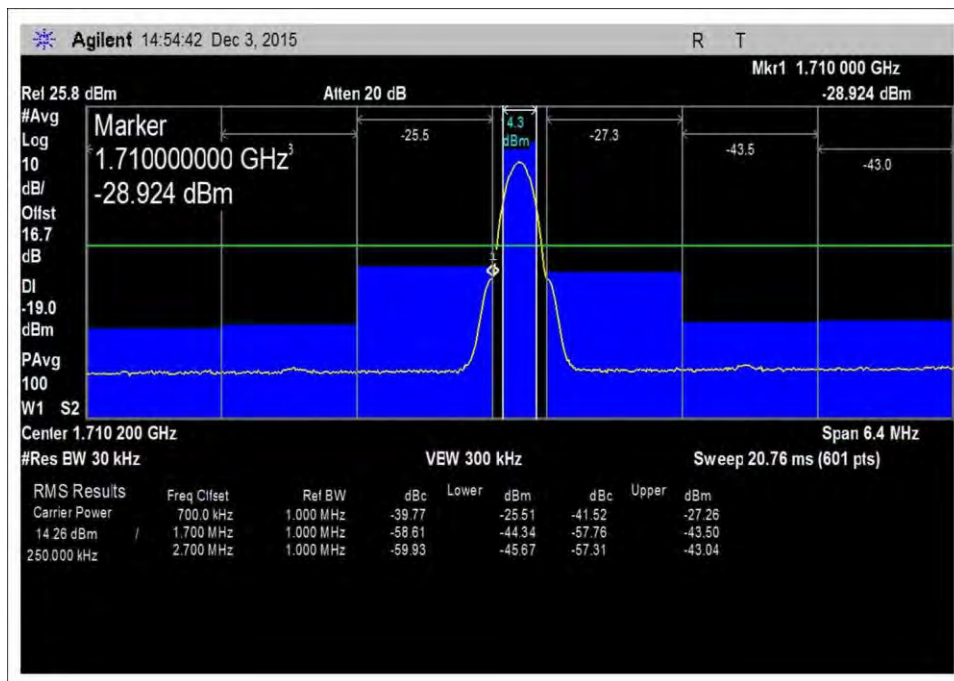 Agilent 14:54:42 Dec 3, 2015 R T
Mkr1 1.710 000 GHz
Ref 25.8 dBm Atten 20 dB -28.924 dBm
#Avg
Log
10
dB/
Offst
16.7
dB
DI
-19.0
dBm
PAvg
100
W1 S2
Marker
1.710000000 GHz
-28.924 dBm
-25.5
4.3
dBm
-27.3
-43.5
-43.0
1
Center 1.710 200 GHz Span 6.4 MHz
#Res BW 30 kHz VBW 300 kHz Sweep 20.76 ms (601 pts)
RMS Results Freq Offset Ref BW dBc Lower dBm dBc Upper dBm
Carrier Power 700.0 kHz 1.000 MHz -39.77 -25.51 -41.52 -27.26
14.26 dBm / 1.700 MHz 1.000 MHz -58.61 -44.34 -57.76 -43.50
250.000 kHz 2.700 MHz 1.000 MHz -59.93 -45.67 -57.31 -43.04